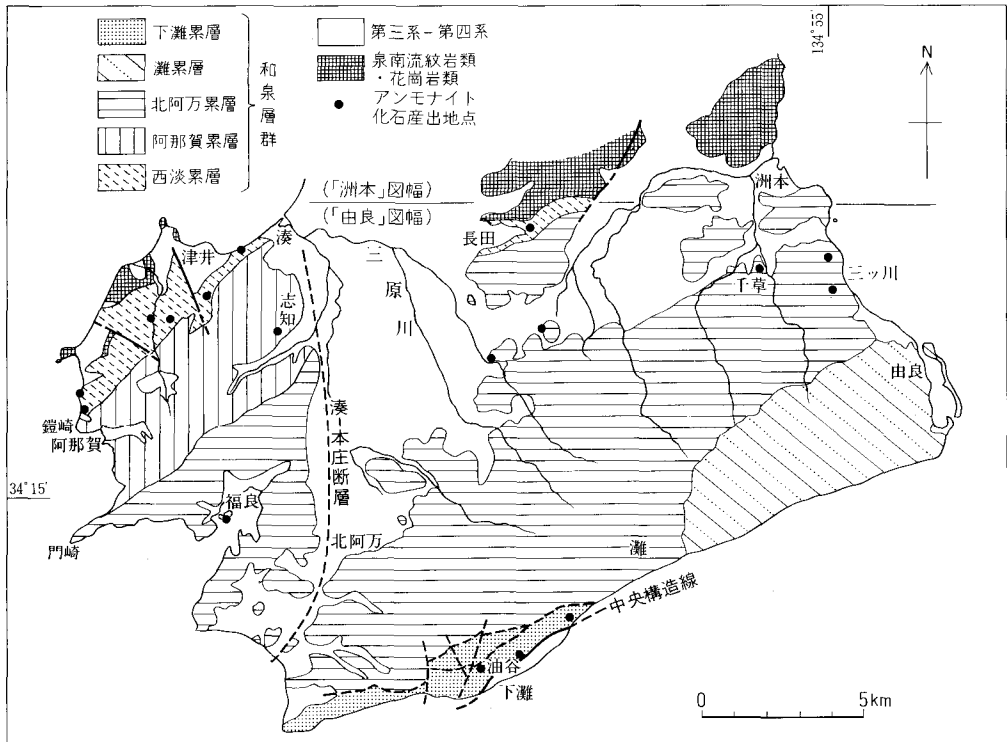 下灘累層
灘累層
北阿万累層
阿那賀累層
西淡累層
和泉層群
第三系－第四系
泉南流紋岩類
・花崗岩類
アンモナイト
化石産出地点
134°55′
N
(「洲本」図幅)
(「由良」図幅)
洲本
長田
湊
津井
三原川
千草
三ッ川
志知
由良
鎧崎
阿那賀
湊-本庄断層
34°15′
福良
北阿万
灘
門崎
中央構造線
油谷
下灘
0 5km